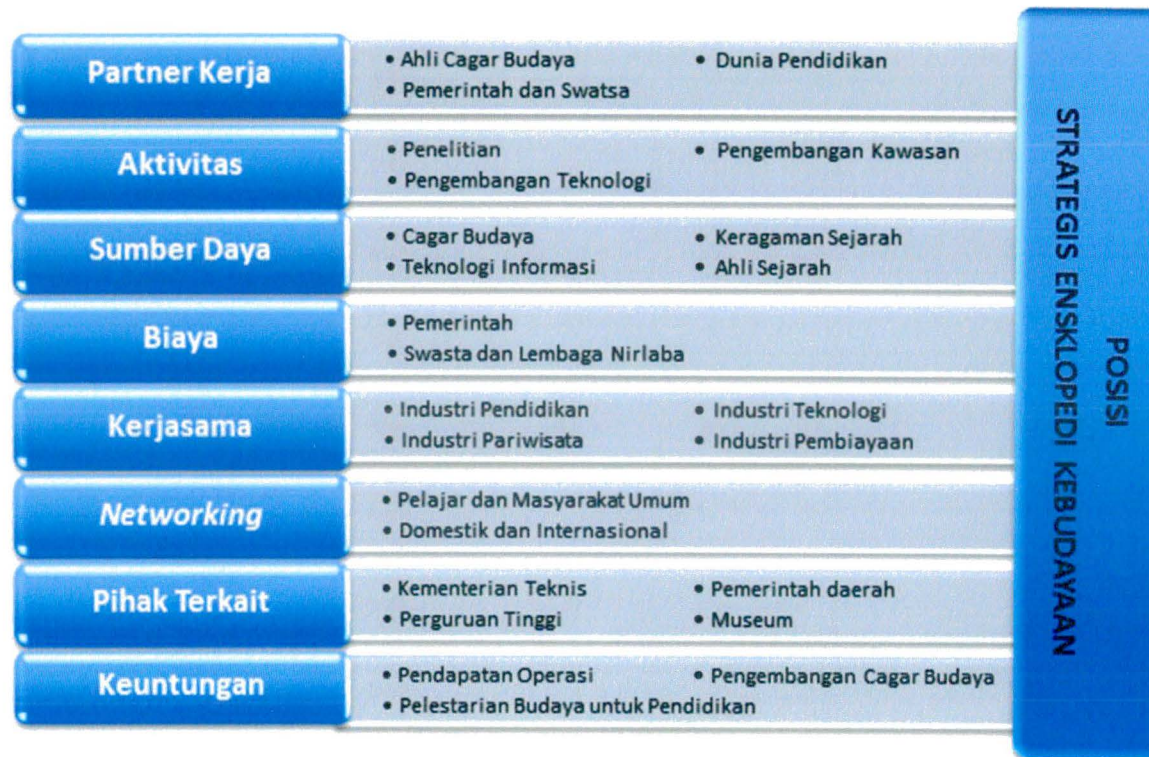 Partner Kerja
• Ahli Cagar Budaya • Dunia Pendidikan
• Pemerintah dan Swatsa
Aktivitas
• Penelitian • Pengembangan Kawasan
• Pengembangan Teknologi
Sumber Daya
• Cagar Budaya • Keragaman Sejarah
• Teknologi Informasi • Ahli Sejarah
Biaya
• Pemerintah
• Swasta dan Lembaga Nirlaba
Kerjasama
• Industri Pendidikan • Industri Teknologi
• Industri Pariwisata • Industri Pembiayaan
Networking
• Pelajar dan Masyarakat Umum
• Domestik dan Internasional
Pihak Terkait
• Kementerian Teknis • Pemerintah daerah
• Perguruan Tinggi • Museum
Keuntungan
• Pendapatan Operasi • Pengembangan Cagar Budaya
• Pelestarian Budaya untuk Pendidikan
POSISI
STRATEGIS ENSKLOPEDI KEBUDAYAAN